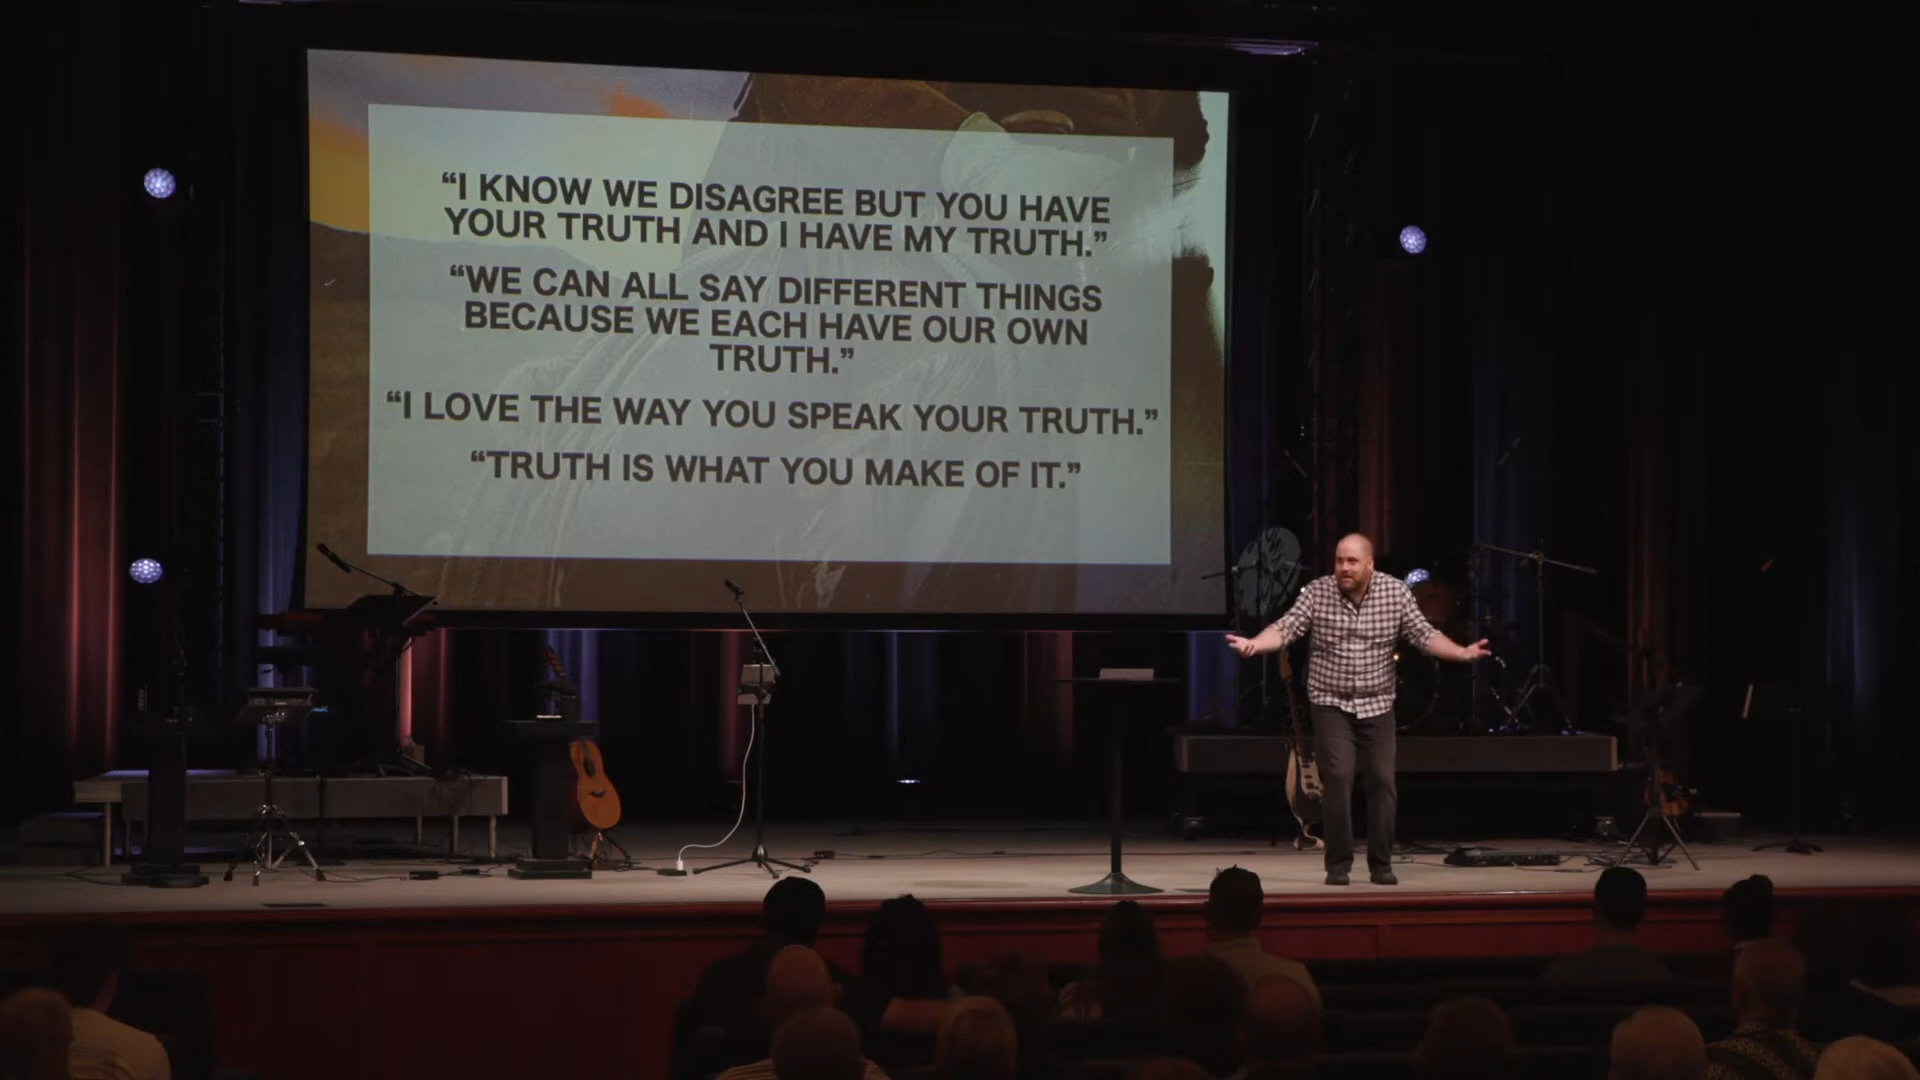 “I KNOW WE DISAGREE BUT YOU HAVE
YOUR TRUTH AND I HAVE MY TRUTH.”
“WE CAN ALL SAY DIFFERENT THINGS
BECAUSE WE EACH HAVE OUR OWN
TRUTH.”
“I LOVE THE WAY YOU SPEAK YOUR TRUTH.”
“TRUTH IS WHAT YOU MAKE OF IT.”